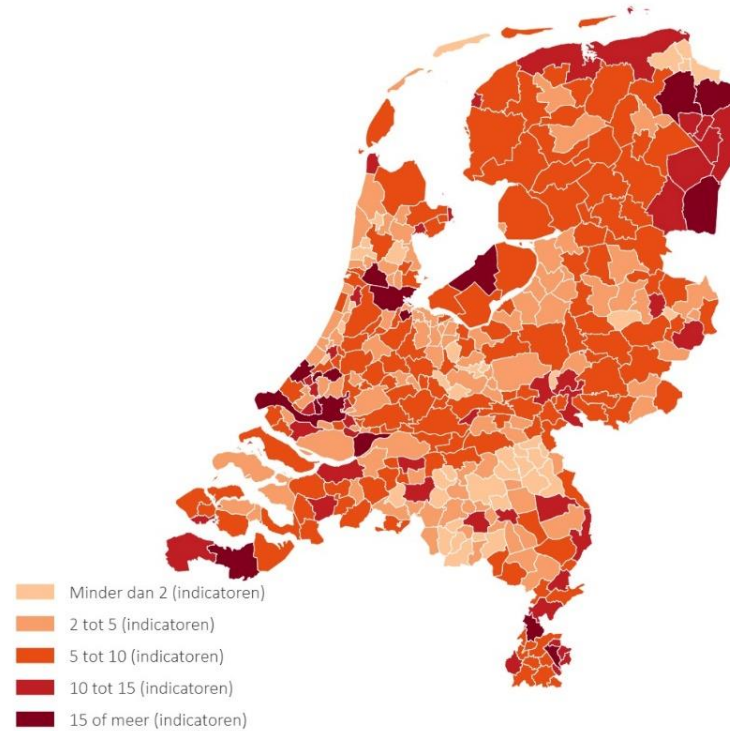 Minder dan 2 (indicatoren)
2 tot 5 (indicatoren)
5 tot 10 (indicatoren)
10 tot 15 (indicatoren)
15 of meer (indicatoren)